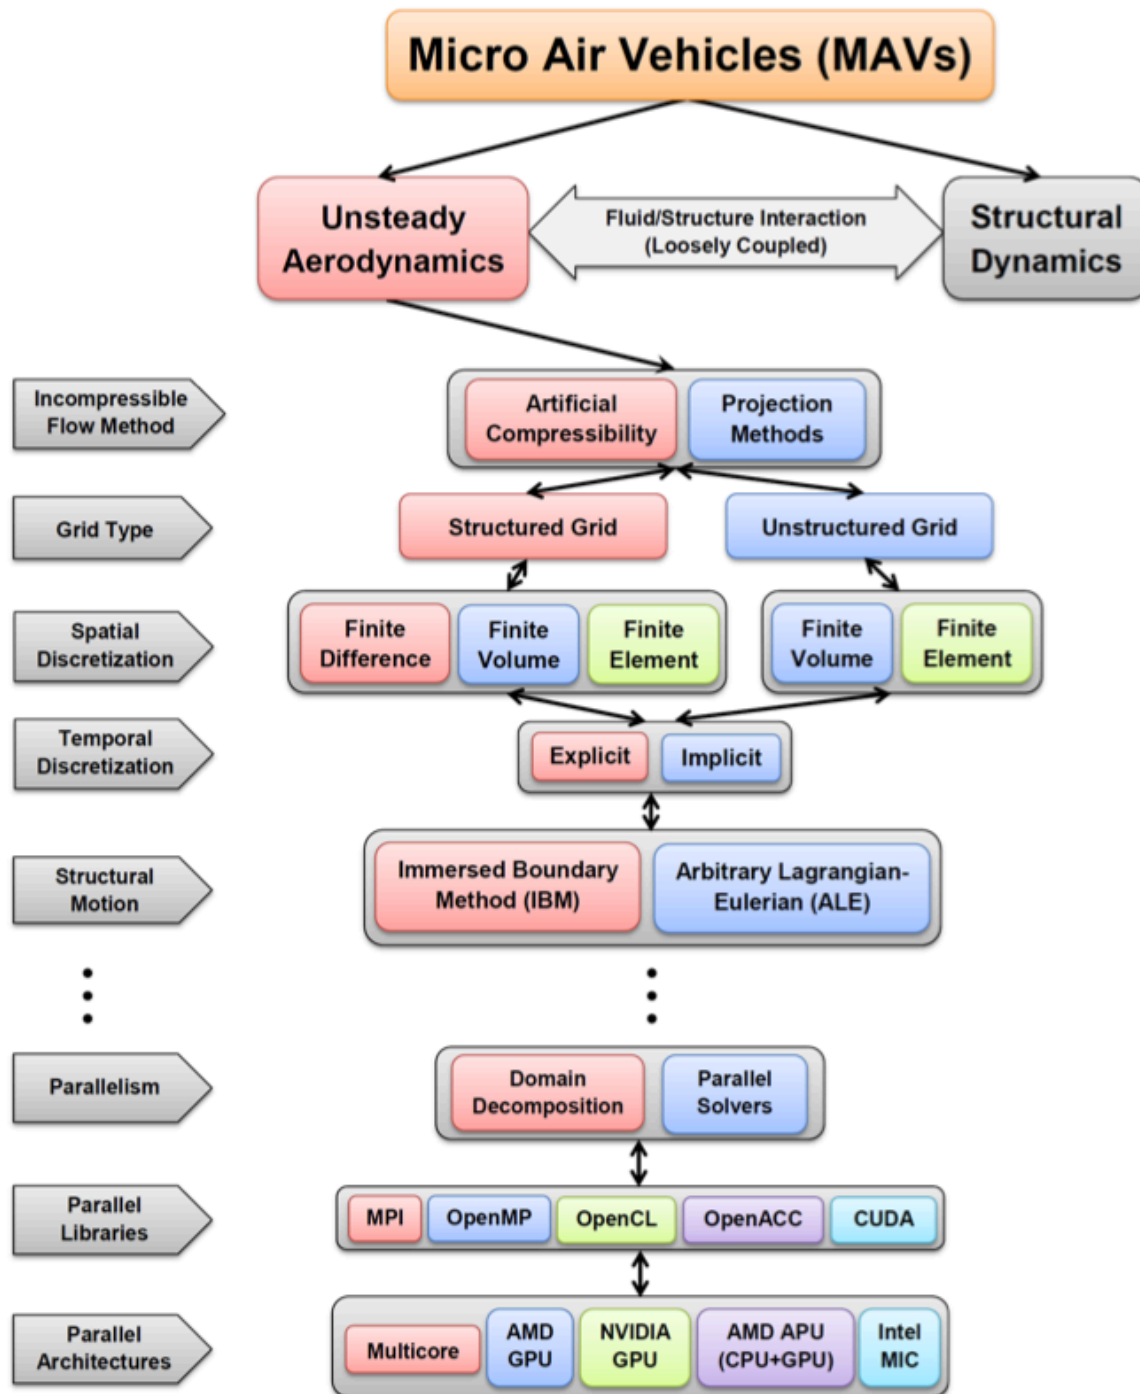 Micro Air Vehicles (MAVs)
Unsteady
Aerodynamics
Fluid/Structure Interaction
(Loosely Coupled)
Structural
Dynamics
Incompressible
Flow Method
Artificial
Compressibility
Projection
Methods
Grid Type
Structured Grid
Unstructured Grid
Spatial
Discretization
Finite
Difference
Finite
Volume
Finite
Element
Finite
Volume
Finite
Element
Temporal
Discretization
Explicit
Implicit
Structural
Motion
Immersed Boundary
Method (IBM)
Arbitrary Lagrangian-
Eulerian (ALE)
Parallelism
Domain
Decomposition
Parallel
Solvers
Parallel
Libraries
MPI
OpenMP
OpenCL
OpenACC
CUDA
Parallel
Architectures
Multicore
AMD
GPU
NVIDIA
GPU
AMD APU
(CPU+GPU)
Intel
MIC